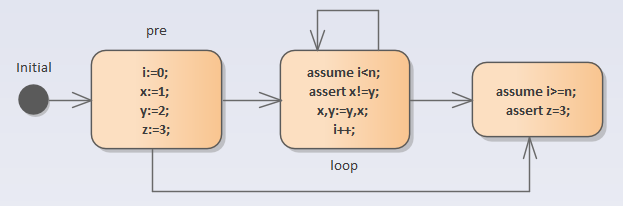 pre
Initial
i:=0;
x:=1;
y:=2;
z:=3;
assume i<n;
assert x!=y;
x,y:=y,x;
i++;
loop
assume i>=n;
assert z=3;